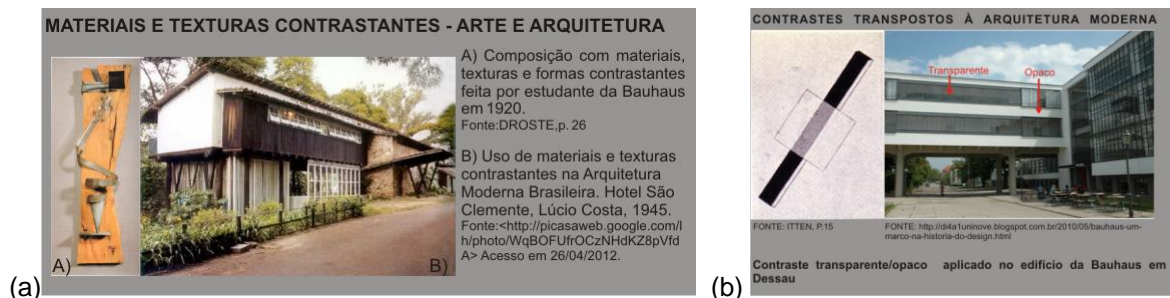 MATERIAIS E TEXTURAS CONTRASTANTES - ARTE E ARQUITETURA
A) Composição com materiais,
texturas e formas contrastantes
feita por estudante da Bauhaus
em 1920.
Fonte:DROSTE,p. 26
B) Uso de materiais e texturas
contrastantes na Arquitetura
Moderna Brasileira. Hotel São
Clemente, Lúcio Costa, 1945.
Fonte:<http://picasaweb.google.com/l
h/photo/WqBOFUfrOCzNHdKZ8pVfd
A> Acesso em 26/04/2012.
A)
B)
(a)
CONTRASTES TRANSPOSTOS À ARQUITETURA MODERNA
Transparente
Opaco
FONTE: ITTEN, P.15
FONTE: http://di4a1uninove.blogspot.com.br/2010/05/bauhaus-um-
marco-na-historia-do-design.html
Contraste transparente/opaco aplicado no edifício da Bauhaus em
Dessau
(b)